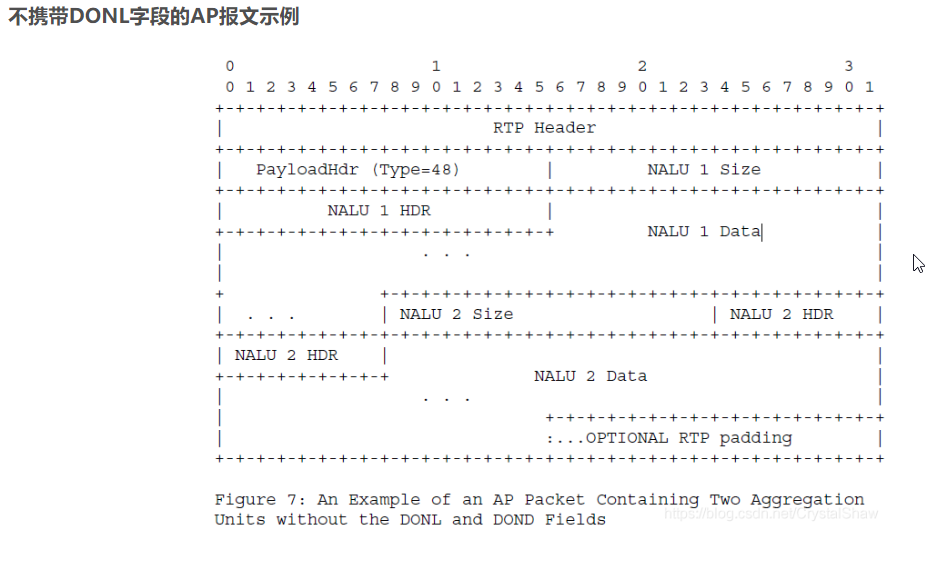 不携带DONL字段的AP报文示例
0 1 2 3
0 1 2 3 4 5 6 7 8 9 0 1 2 3 4 5 6 7 8 9 0 1 2 3 4 5 6 7 8 9 0 1
+-+-+-+-+-+-+-+-+-+-+-+-+-+-+-+-+-+-+-+-+-+-+-+-+-+-+-+-+-+-+-+-+
| RTP Header |
+-+-+-+-+-+-+-+-+-+-+-+-+-+-+-+-+-+-+-+-+-+-+-+-+-+-+-+-+-+-+-+-+
| PayloadHdr (Type=48) | NALU 1 Size |
+-+-+-+-+-+-+-+-+-+-+-+-+-+-+-+-+-+-+-+-+-+-+-+-+-+-+-+-+-+-+-+-+
| NALU 1 HDR | |
+-+-+-+-+-+-+-+-+-+-+-+-+-+-+-+-+ NALU 1 Data |
| . . . |
| |
+ +-+-+-+-+-+-+-+-+-+-+-+-+-+-+-+-+-+-+-+-+-+-+-+-+
| . . . | NALU 2 Size | NALU 2 HDR |
+-+-+-+-+-+-+-+-+-+-+-+-+-+-+-+-+-+-+-+-+-+-+-+-+-+-+-+-+-+-+-+-+
| NALU 2 HDR | |
+-+-+-+-+-+-+-+-+ NALU 2 Data |
| . . . |
| +-+-+-+-+-+-+-+-+-+-+-+-+-+-+-+-+
| :...OPTIONAL RTP padding |
+-+-+-+-+-+-+-+-+-+-+-+-+-+-+-+-+-+-+-+-+-+-+-+-+-+-+-+-+-+-+-+-+
Figure 7: An Example of an AP Packet Containing Two Aggregation
Units without the DONL and DOND Fields
https://blog.csdn.net/CrystalShaw